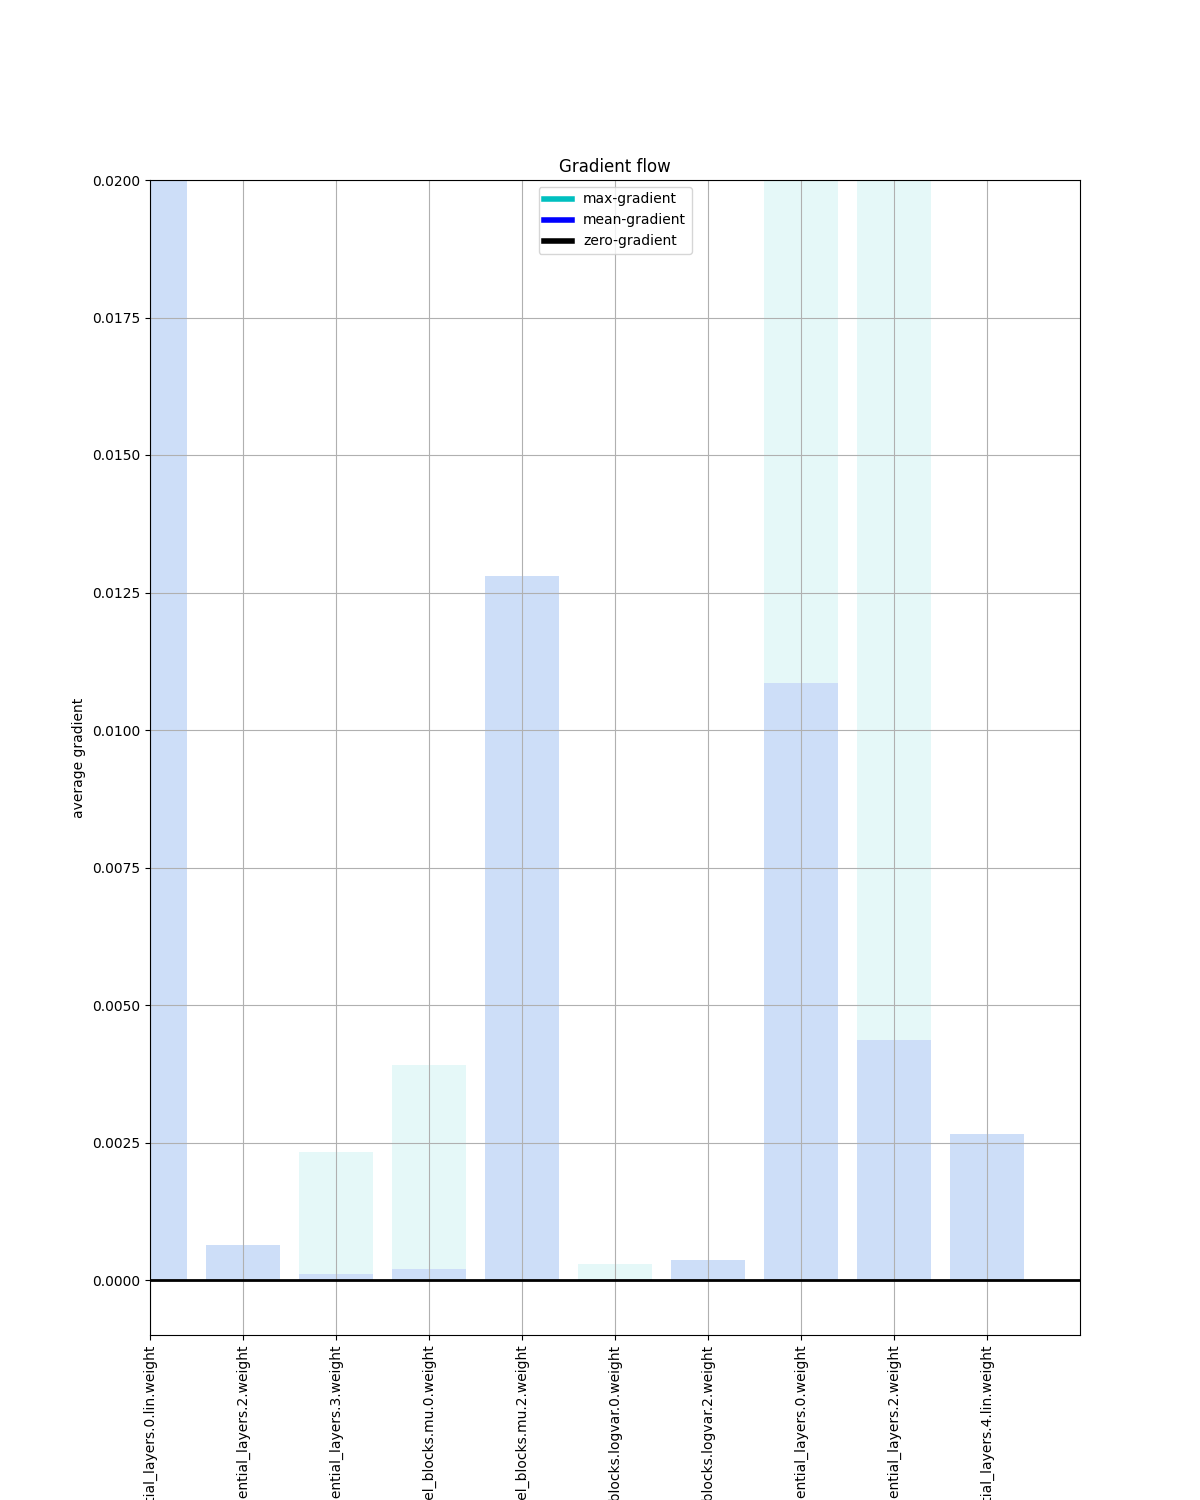 Gradient flow
max-gradient
mean-gradient
zero-gradient
0.0200
0.0175
0.0150
0.0125
0.0100
0.0075
0.0050
0.0025
0.0000
average gradient
tial_layers.0.lin.weight
ential_layers.2.weight
ential_layers.3.weight
el_blocks.mu.0.weight
el_blocks.mu.2.weight
blocks.logvar.0.weight
blocks.logvar.2.weight
ential_layers.0.weight
ential_layers.2.weight
tial_layers.4.lin.weight